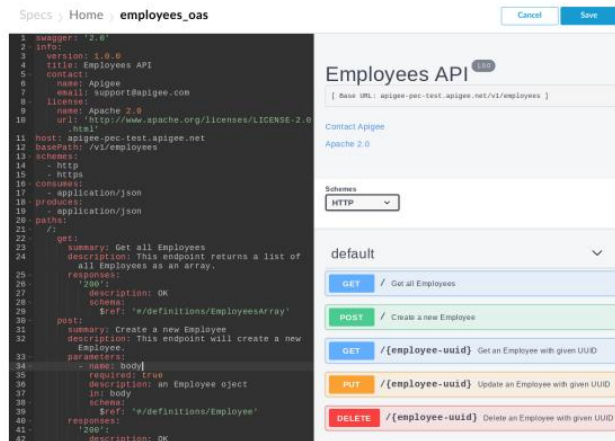 Specs > Home > employees_oas
Cancel
Save
1 swagger: '2.0'
2 info:
3 version: 1.0.0
4 title: Employees API
5 contact:
6 name: Apigee
7 email: support@apigee.com
8 license:
9 name: Apache 2.0
10 url: 'http://www.apache.org/licenses/LICENSE-2.0
.html'
11 host: apigee-pec-test.apigee.net
12 basePath: /v1/employees
13 schemes:
14 - http
15 - https
16 consumes:
17 - application/json
18 produces:
19 - application/json
20 paths:
21 /:
22 get:
23 summary: Get all Employees
24 description: This endpoint returns a list of
all Employees as an array.
25 responses:
26 '200':
27 description: OK
28 schema:
29 $ref: '#/definitions/EmployeesArray'
30 post:
31 summary: Create a new Employee
32 description: This endpoint will create a new
Employee.
33 parameters:
34 - name: body
35 required: true
36 description: an Employee oject
37 in: body
38 schema:
39 $ref: '#/definitions/Employee'
40 responses:
41 '200':
42 description: OK
Employees API 1.0.0
[ Base URL: apigee-pec-test.apigee.net/v1/employees ]
Contact Apigee
Apache 2.0
Schemes
HTTP
default
GET / Get all Employees
POST / Create a new Employee
GET /{employee-uuid} Get an Employee with given UUID
PUT /{employee-uuid} Update an Employee with given UUID
DELETE /{employee-uuid} Delete an Employee with given UUID